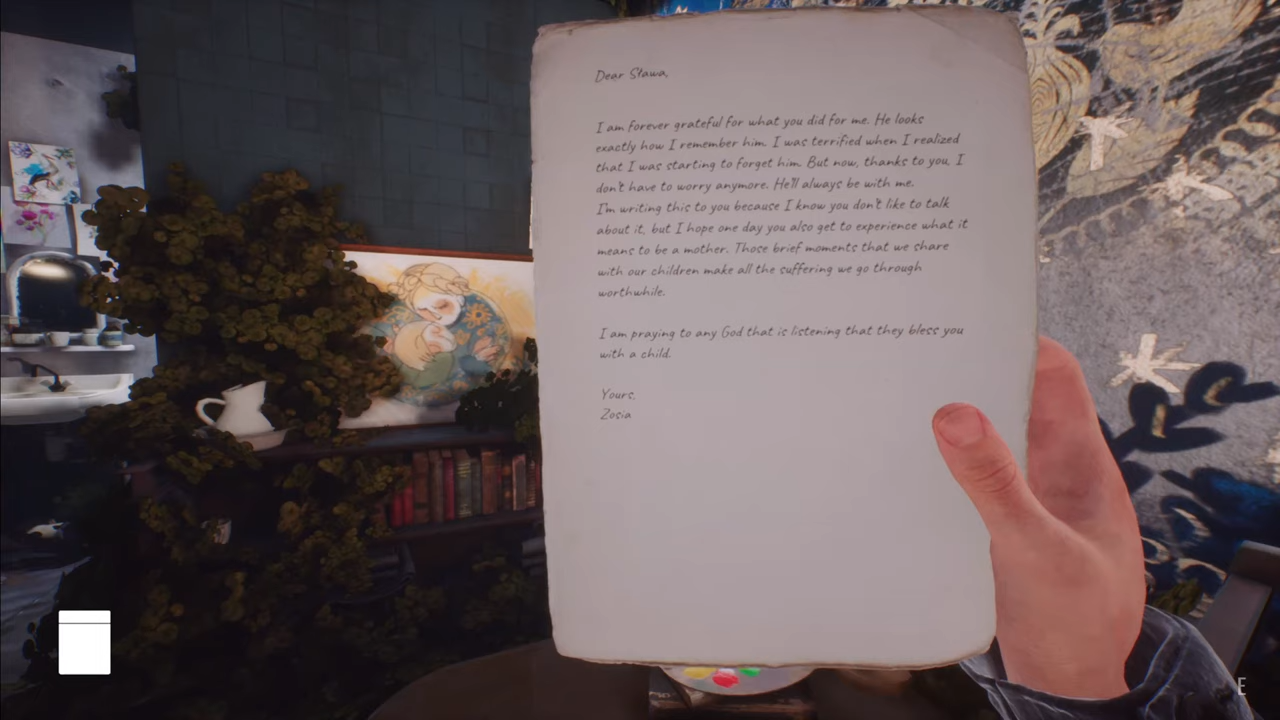 Dear Sława,
I am forever grateful for what you did for me. He looks
exactly how I remember him. I was terrified when I realized
that I was starting to forget him. But now, thanks to you, I
don't have to worry anymore. He'll always be with me.
I'm writing this to you because I know you don't like to talk
about it, but I hope one day you also get to experience what it
means to be a mother. Those brief moments that we share
with our children make all the suffering we go through
worthwhile.
I am praying to any God that is listening that they bless you
with a child.
Yours,
Zosia
E